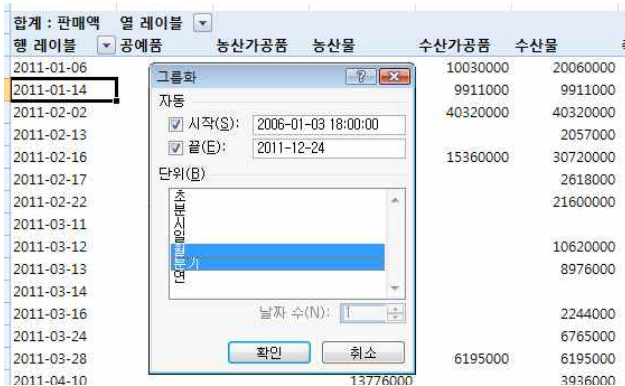 합계 : 판매액 열 레이블
행 레이블 공예품 농산가공품 농산물 수산가공품 수산물
2011-01-06 10030000 20060000
2011-01-14 9911000 9911000
2011-02-02 40320000 40320000
2011-02-13 2057000
2011-02-16 15360000 30720000
2011-02-17 2618000
2011-02-22 21600000
2011-03-11
2011-03-12 10620000
2011-03-13 8976000
2011-03-14
2011-03-16 2244000
2011-03-24 6765000
2011-03-28 6195000 6195000
2011-04-10 13776000 3936000
그룹화
자동
시작(S): 2006-01-03 18:00:00
끝(E): 2011-12-24
단위(B)
초
분
시
일
월
분기
연
날짜 수(N): 1
확인 취소